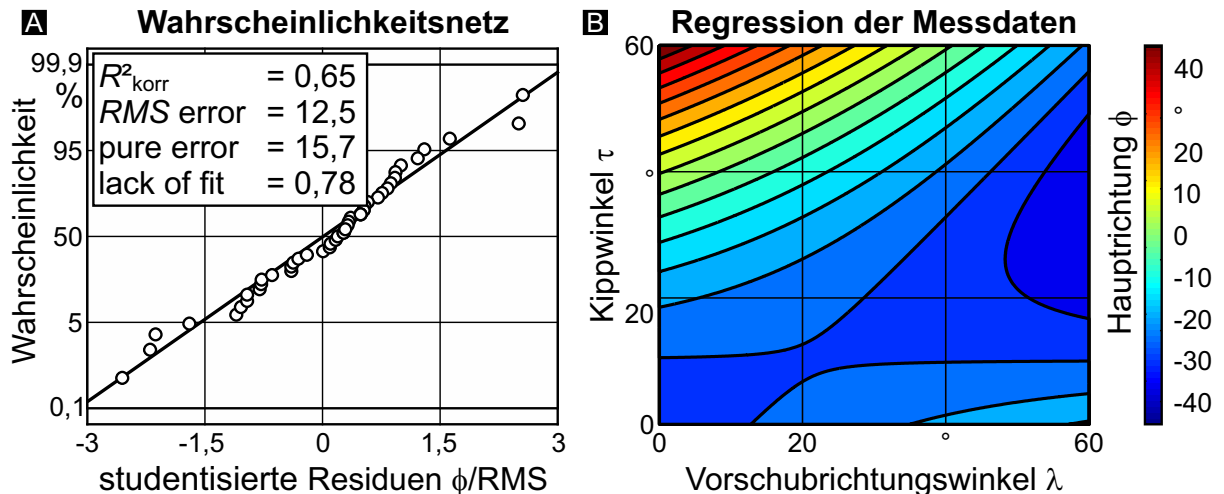 A Wahrscheinlichkeitsnetz
Wahrscheinlichkeit
99,9
%
95
50
5
0,1
R²korr = 0,65
RMS error = 12,5
pure error = 15,7
lack of fit = 0,78
-3 -1,5 0 1,5 3
studentisierte Residuen ϕ/RMS
B Regression der Messdaten
Kippwinkel τ
60
°
20
0
0 20 ° 60
Vorschubrichtungswinkel λ
Hauptrichtung ϕ
40
°
20
10
0
-10
-20
-30
-40